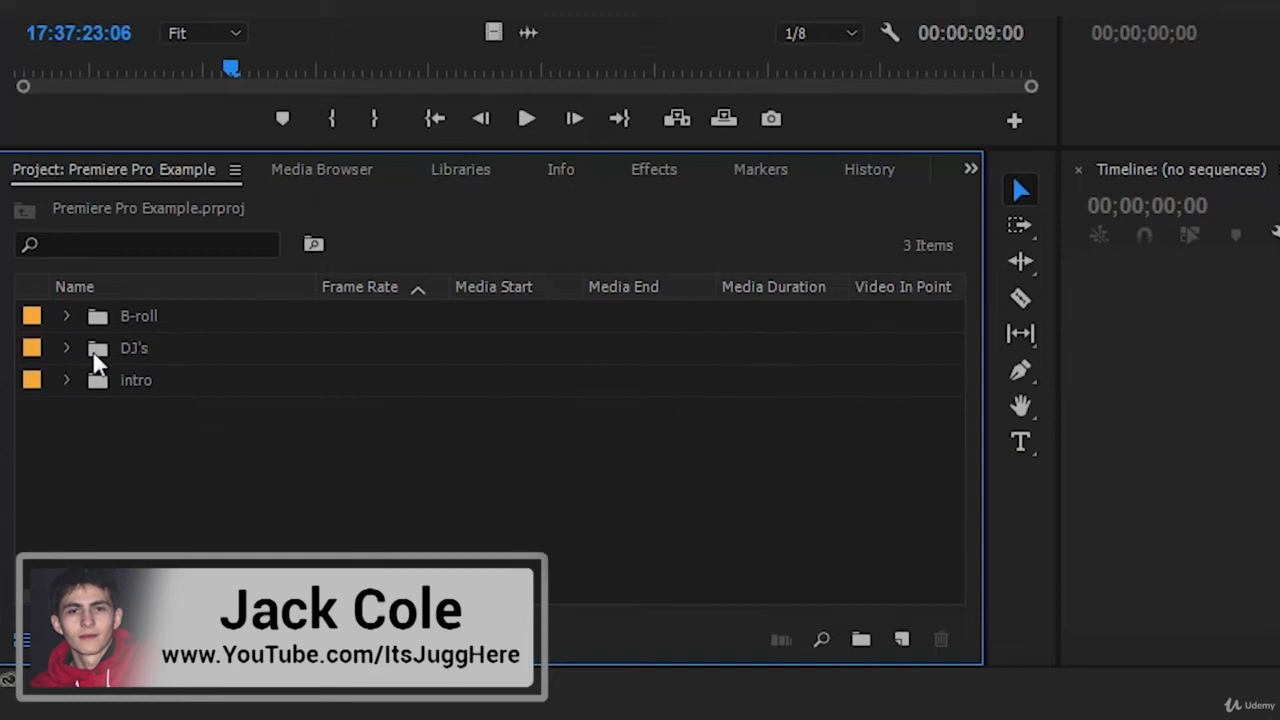 17:37:23:06
Fit
1/8
00:00:09:00
00;00;00;00
Project: Premiere Pro Example
Media Browser
Libraries
Info
Effects
Markers
History
Timeline: (no sequences)
Premiere Pro Example.prproj
00;00;00;00
3 Items
Name
Frame Rate
Media Start
Media End
Media Duration
Video In Point
B-roll
DJ's
intro
T
Jack Cole
www.YouTube.com/ItsJuggHere
Udemy